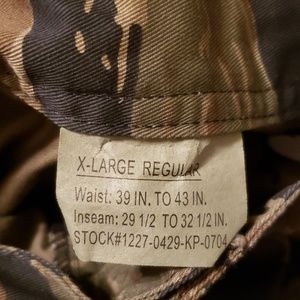 X-LARGE REGULAR
Waist: 39 IN. TO 43 IN.
Inseam: 29 1/2 TO 32 1/2 IN.
STOCK#1227-0429-KP-0704